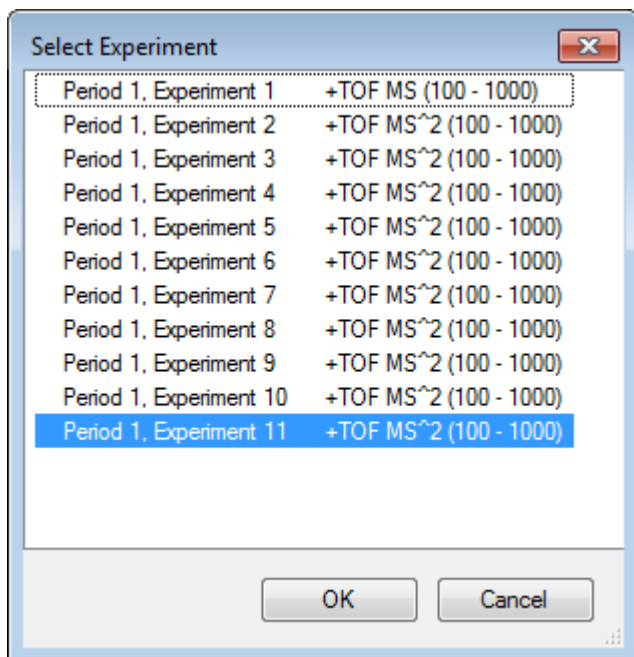 Select Experiment
Period 1, Experiment 1 +TOF MS (100 - 1000)
Period 1, Experiment 2 +TOF MS^2 (100 - 1000)
Period 1, Experiment 3 +TOF MS^2 (100 - 1000)
Period 1, Experiment 4 +TOF MS^2 (100 - 1000)
Period 1, Experiment 5 +TOF MS^2 (100 - 1000)
Period 1, Experiment 6 +TOF MS^2 (100 - 1000)
Period 1, Experiment 7 +TOF MS^2 (100 - 1000)
Period 1, Experiment 8 +TOF MS^2 (100 - 1000)
Period 1, Experiment 9 +TOF MS^2 (100 - 1000)
Period 1, Experiment 10 +TOF MS^2 (100 - 1000)
Period 1, Experiment 11 +TOF MS^2 (100 - 1000)
OK Cancel